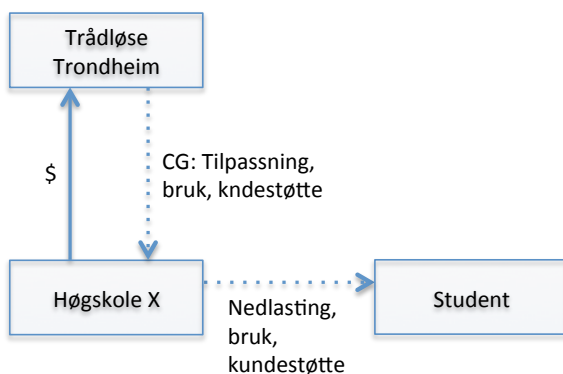 Trådløse
Trondheim
$
CG: Tilpassning,
bruk, kndestøtte
Høgskole X
Student
Nedlasting,
bruk,
kundestøtte